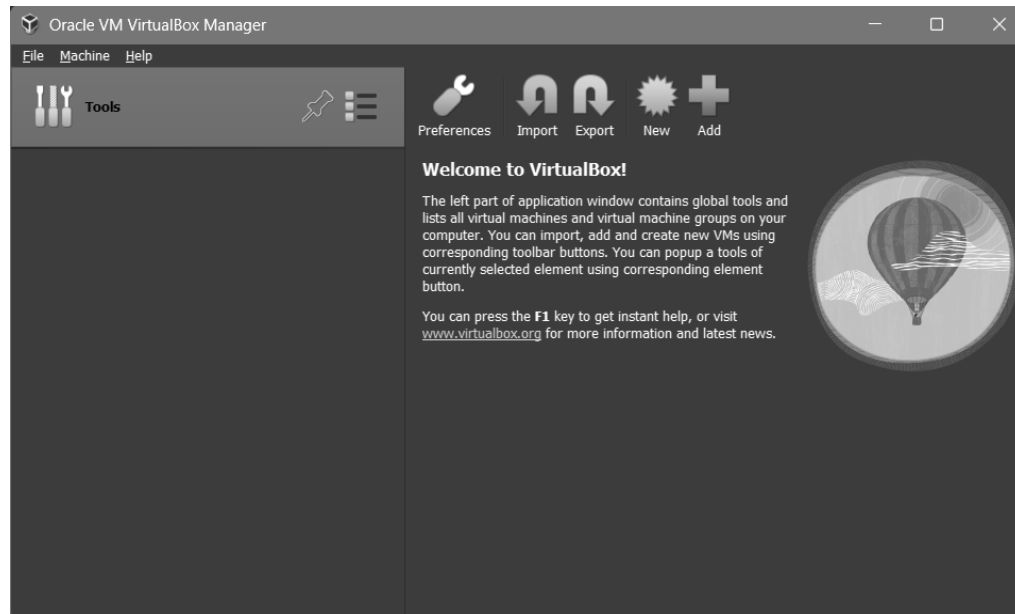 Oracle VM VirtualBox Manager
File Machine Help
Tools
Preferences Import Export New Add
Welcome to VirtualBox!
The left part of application window contains global tools and
lists all virtual machines and virtual machine groups on your
computer. You can import, add and create new VMs using
corresponding toolbar buttons. You can popup a tools of
currently selected element using corresponding element
button.
You can press the F1 key to get instant help, or visit
www.virtualbox.org for more information and latest news.